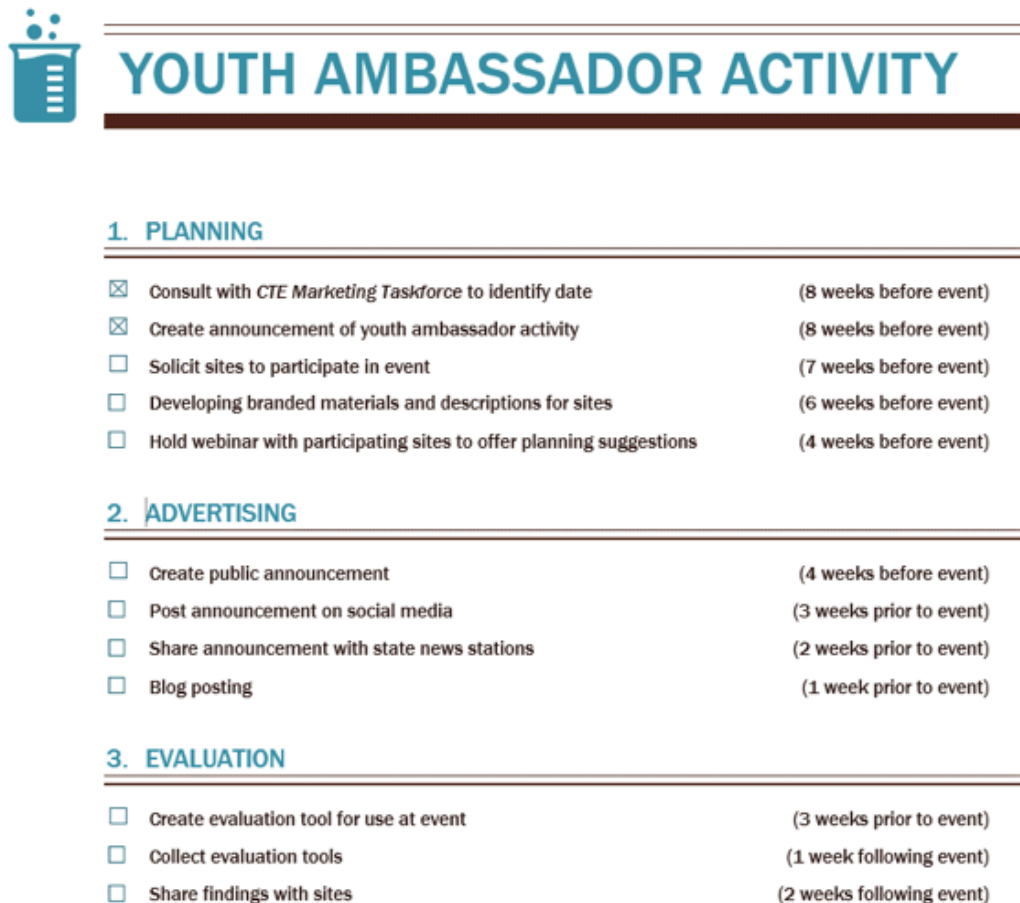 YOUTH AMBASSADOR ACTIVITY
1. PLANNING
☒ Consult with CTE Marketing Taskforce to identify date (8 weeks before event)
☒ Create announcement of youth ambassador activity (8 weeks before event)
☐ Solicit sites to participate in event (7 weeks before event)
☐ Developing branded materials and descriptions for sites (6 weeks before event)
☐ Hold webinar with participating sites to offer planning suggestions (4 weeks before event)
2. ADVERTISING
☐ Create public announcement (4 weeks before event)
☐ Post announcement on social media (3 weeks prior to event)
☐ Share announcement with state news stations (2 weeks prior to event)
☐ Blog posting (1 week prior to event)
3. EVALUATION
☐ Create evaluation tool for use at event (3 weeks prior to event)
☐ Collect evaluation tools (1 week following event)
☐ Share findings with sites (2 weeks following event)